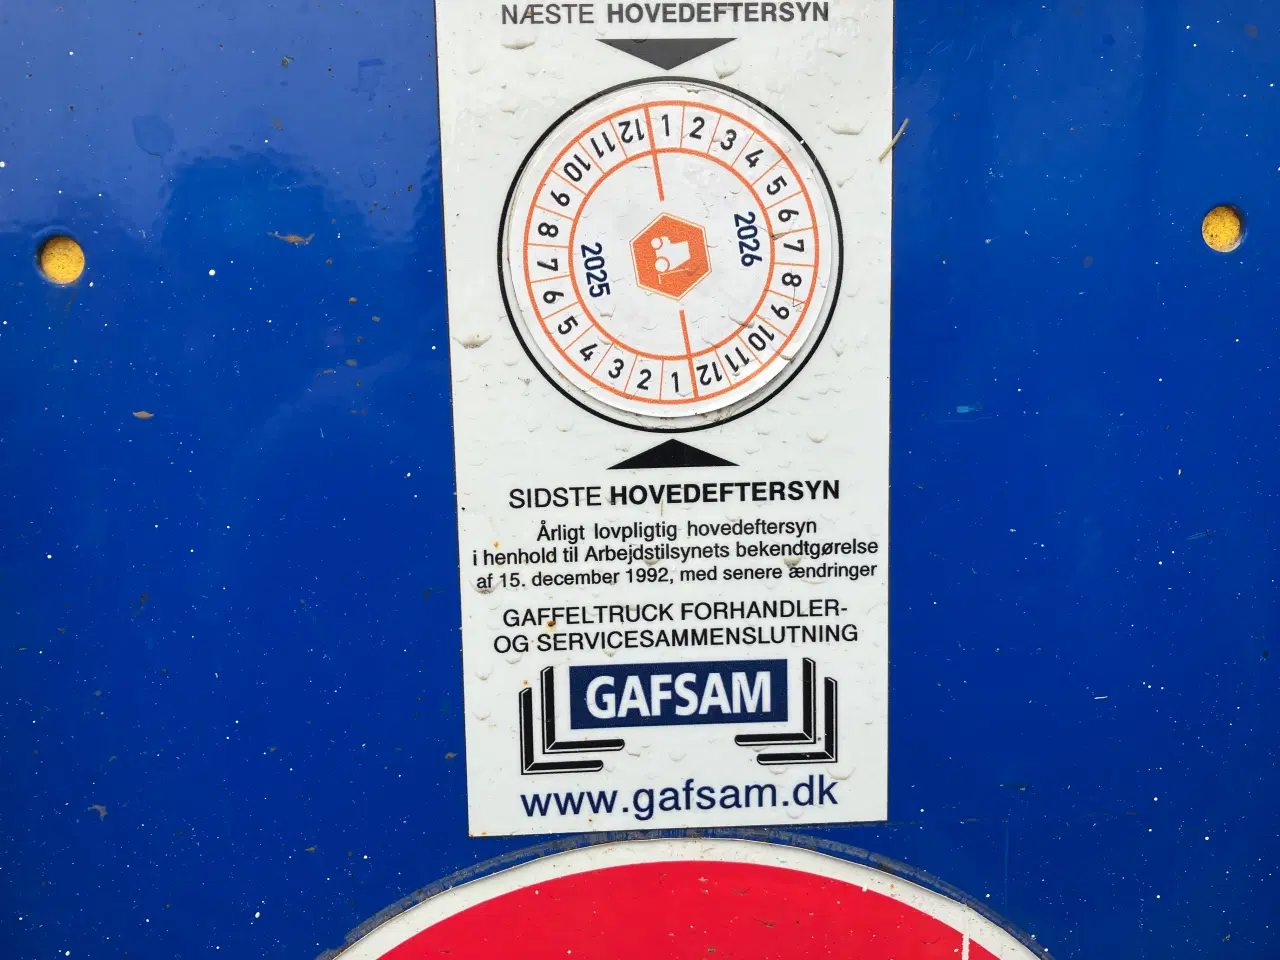 NÆSTE HOVEDEFTERSYN
1 2 3 4 5 6 7 8 9 10 11 12
2026
1 2 3 4 5 6 7 8 9 10 11 12
2025
SIDSTE HOVEDEFTERSYN
Årligt lovpligtig hovedeftersyn
i henhold til Arbejdstilsynets bekendtgørelse
af 15. december 1992, med senere ændringer
GAFFELTRUCK FORHANDLER-
OG SERVICESAMMENSLUTNING
GAFSAM
www.gafsam.dk